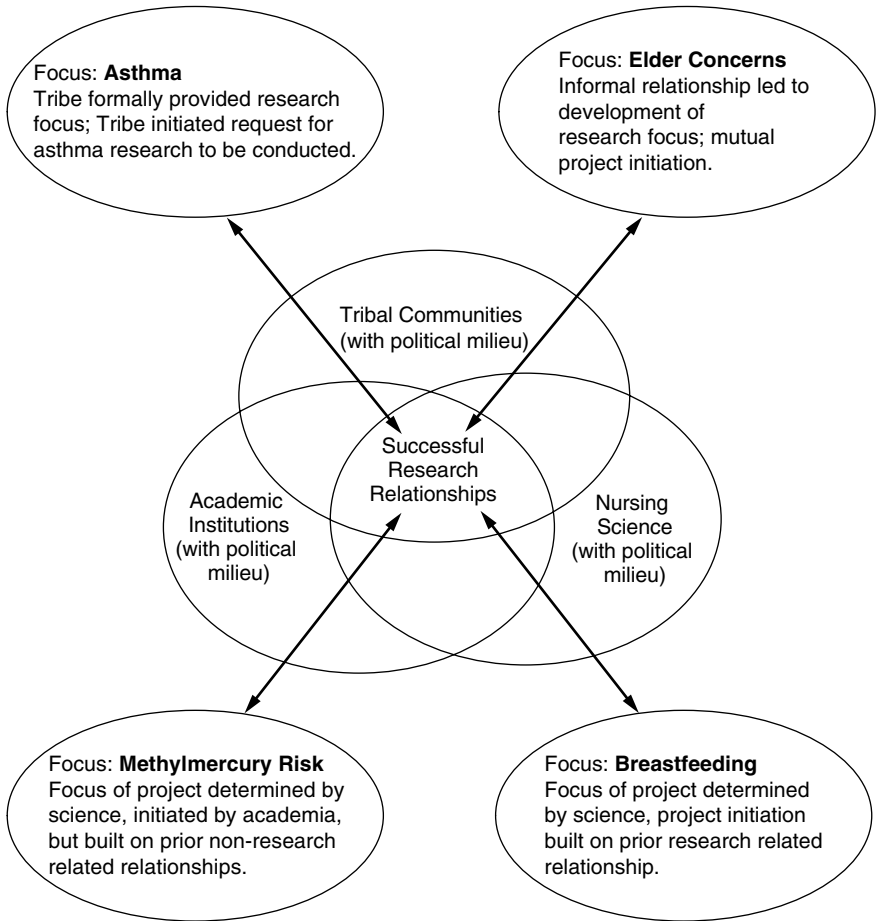 Focus: Asthma
Tribe formally provided research
focus; Tribe initiated request for
asthma research to be conducted.
Focus: Elder Concerns
Informal relationship led to
development of
research focus; mutual
project initiation.
Tribal Communities
(with political milieu)
Successful
Research
Relationships
Academic
Institutions
(with political
milieu)
Nursing
Science
(with political
milieu)
Focus: Methylmercury Risk
Focus of project determined by
science, initiated by academia,
but built on prior non-research
related relationships.
Focus: Breastfeeding
Focus of project determined
by science, project initiation
built on prior research related
relationship.